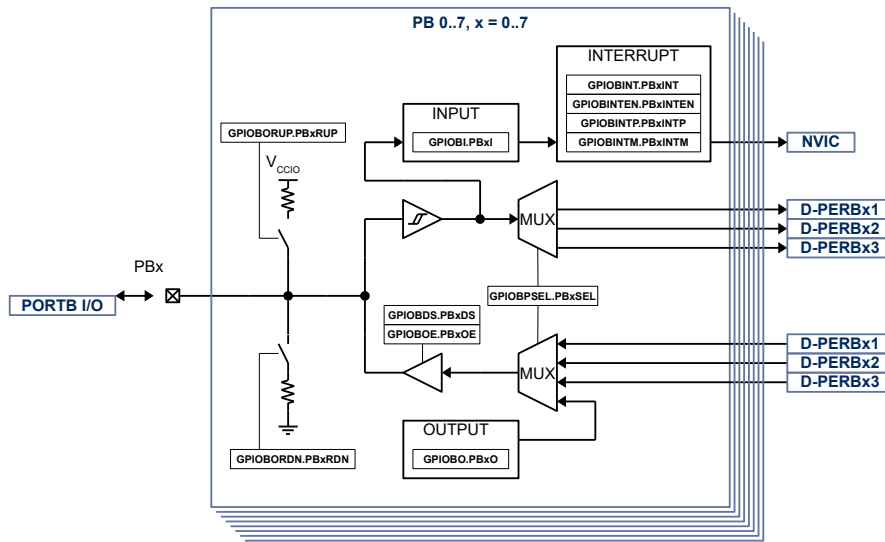 PB 0..7, x = 0..7
INTERRUPT
GPIOBINT.PBxINT
GPIOBINTEN.PBxINTEN
GPIOBINTP.PBxINTP
GPIOBINTM.PBxINTM
INPUT
GPIOBI.PBxI
NVIC
GPIOBORUP.PBxRUP
VCCIO
MUX
D-PERBx1
D-PERBx2
D-PERBx3
PBx
PORTB I/O
GPIOBPSEL.PBxSEL
GPIOBDS.PBxDS
GPIOBOE.PBxOE
MUX
D-PERBx1
D-PERBx2
D-PERBx3
OUTPUT
GPIOBO.PBxO
GPIOBORDN.PBxRDN